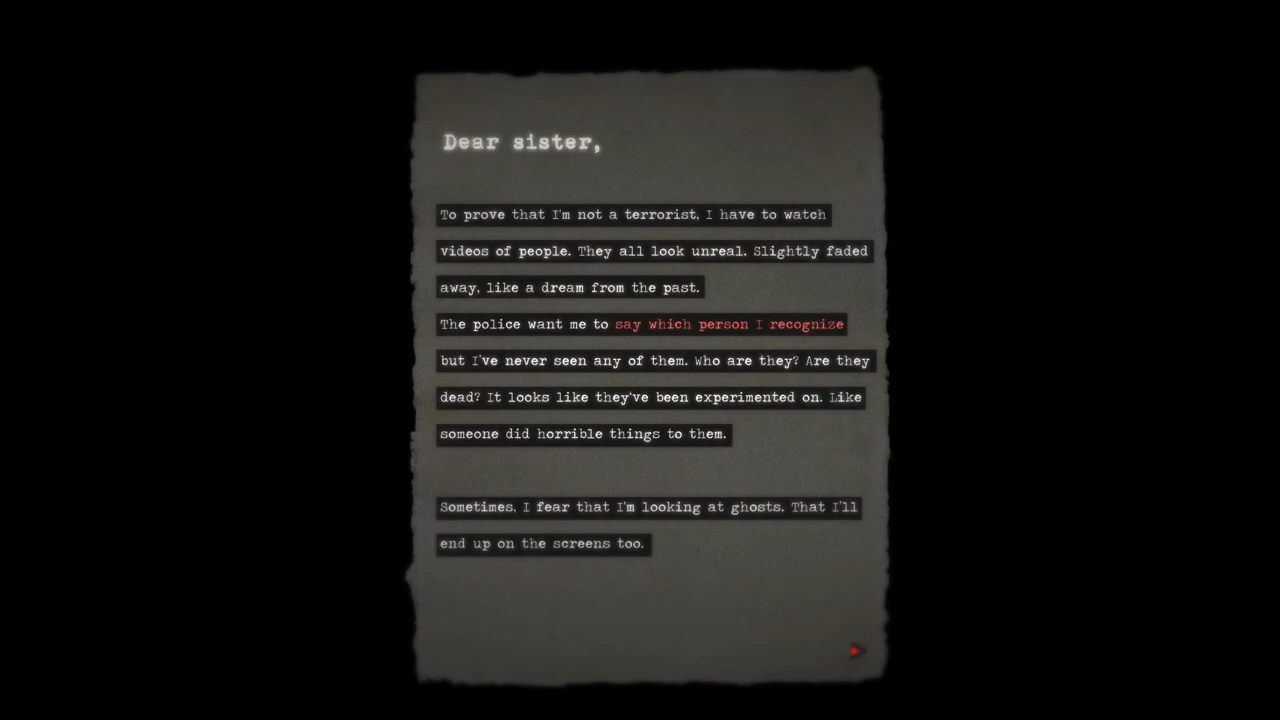 Dear sister,
To prove that I'm not a terrorist, I have to watch
videos of people. They all look unreal. Slightly faded
away, like a dream from the past.
The police want me to say which person I recognize
but I've never seen any of them. Who are they? Are they
dead? It looks like they've been experimented on. Like
someone did horrible things to them.
Sometimes, I fear that I'm looking at ghosts. That I'll
end up on the screens too.